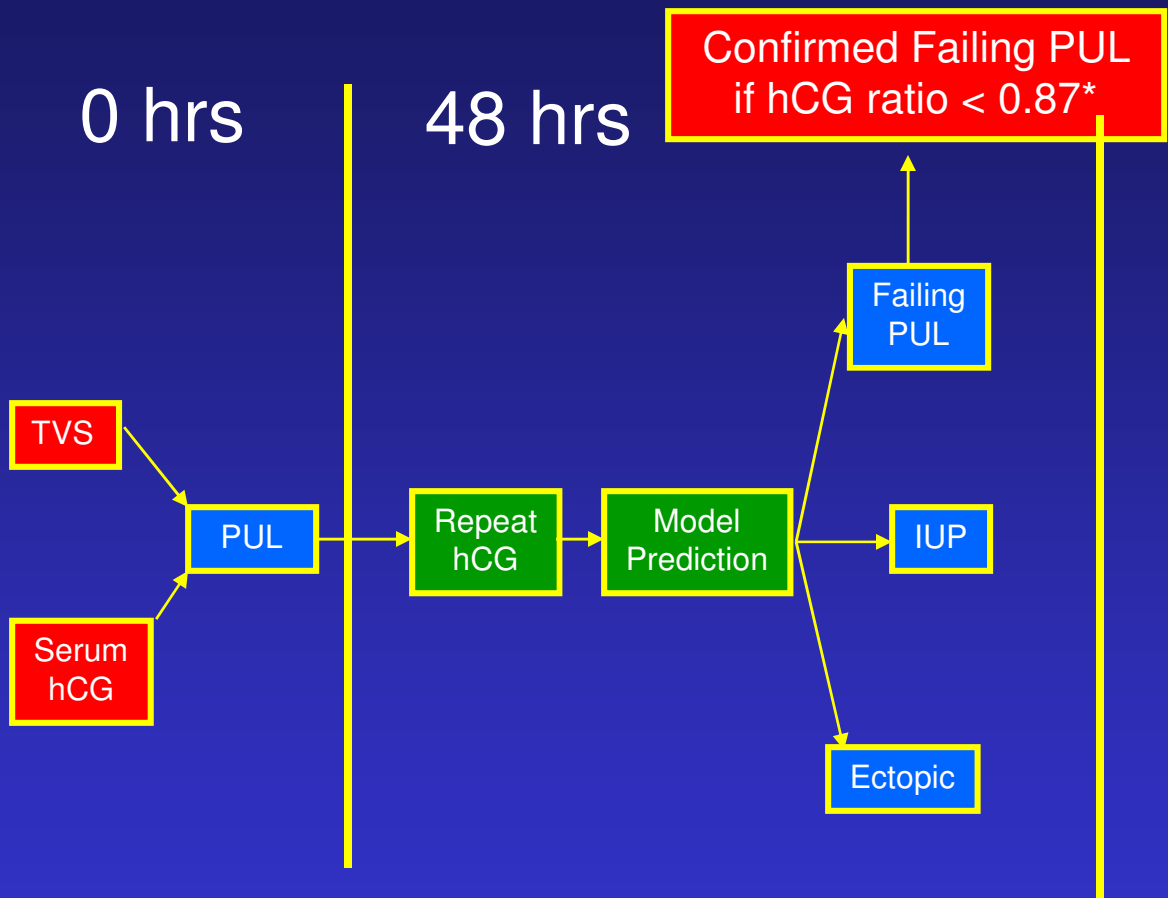 0 hrs
48 hrs
Confirmed Failing PUL
if hCG ratio < 0.87*
Failing
PUL
TVS
PUL
Repeat
hCG
Model
Prediction
IUP
Serum
hCG
Ectopic